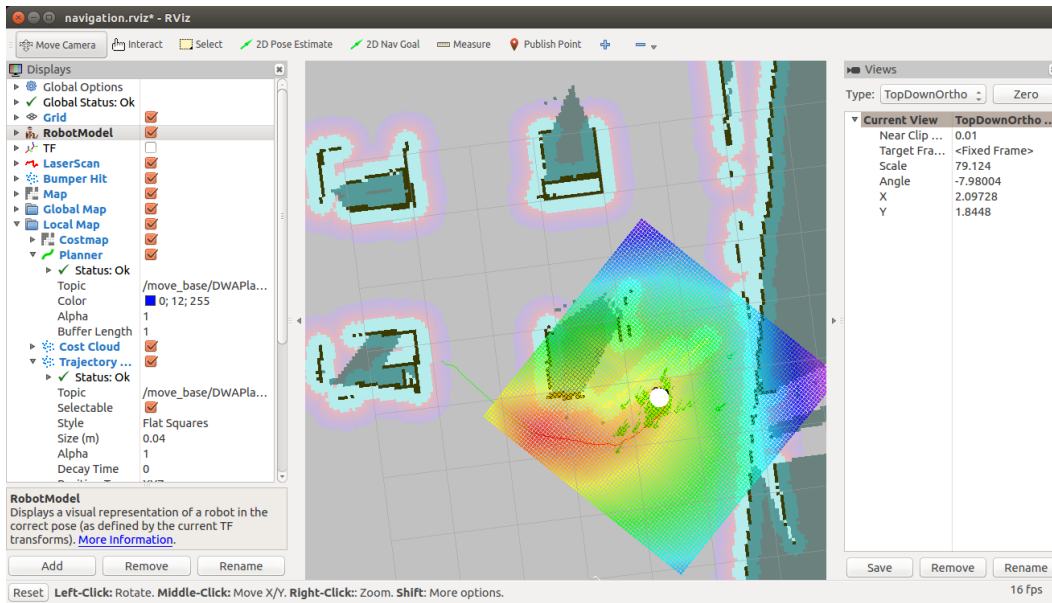 navigation.rviz* - RViz
Move Camera Interact Select 2D Pose Estimate 2D Nav Goal Measure Publish Point
Displays
Global Options
Global Status: Ok
Grid
RobotModel
TF
LaserScan
Bumper Hit
Map
Global Map
Local Map
Costmap
Planner
Status: Ok
Topic /move_base/DWAPla...
Color 0; 12; 255
Alpha 1
Buffer Length 1
Cost Cloud
Trajectory ...
Status: Ok
Topic /move_base/DWAPla...
Selectable
Style Flat Squares
Size (m) 0.04
Alpha 1
Decay Time 0
RobotModel
Displays a visual representation of a robot in the
correct pose (as defined by the current TF
transforms). More Information.
Add Remove Rename
Views
Type: TopDownOrtho Zero
Current View TopDownOrtho ...
Near Clip ... 0.01
Target Fra... <Fixed Frame>
Scale 79.124
Angle -7.98004
X 2.09728
Y 1.8448
Save Remove Rename
Reset Left-Click: Rotate. Middle-Click: Move X/Y. Right-Click:: Zoom. Shift: More options. 16 fps